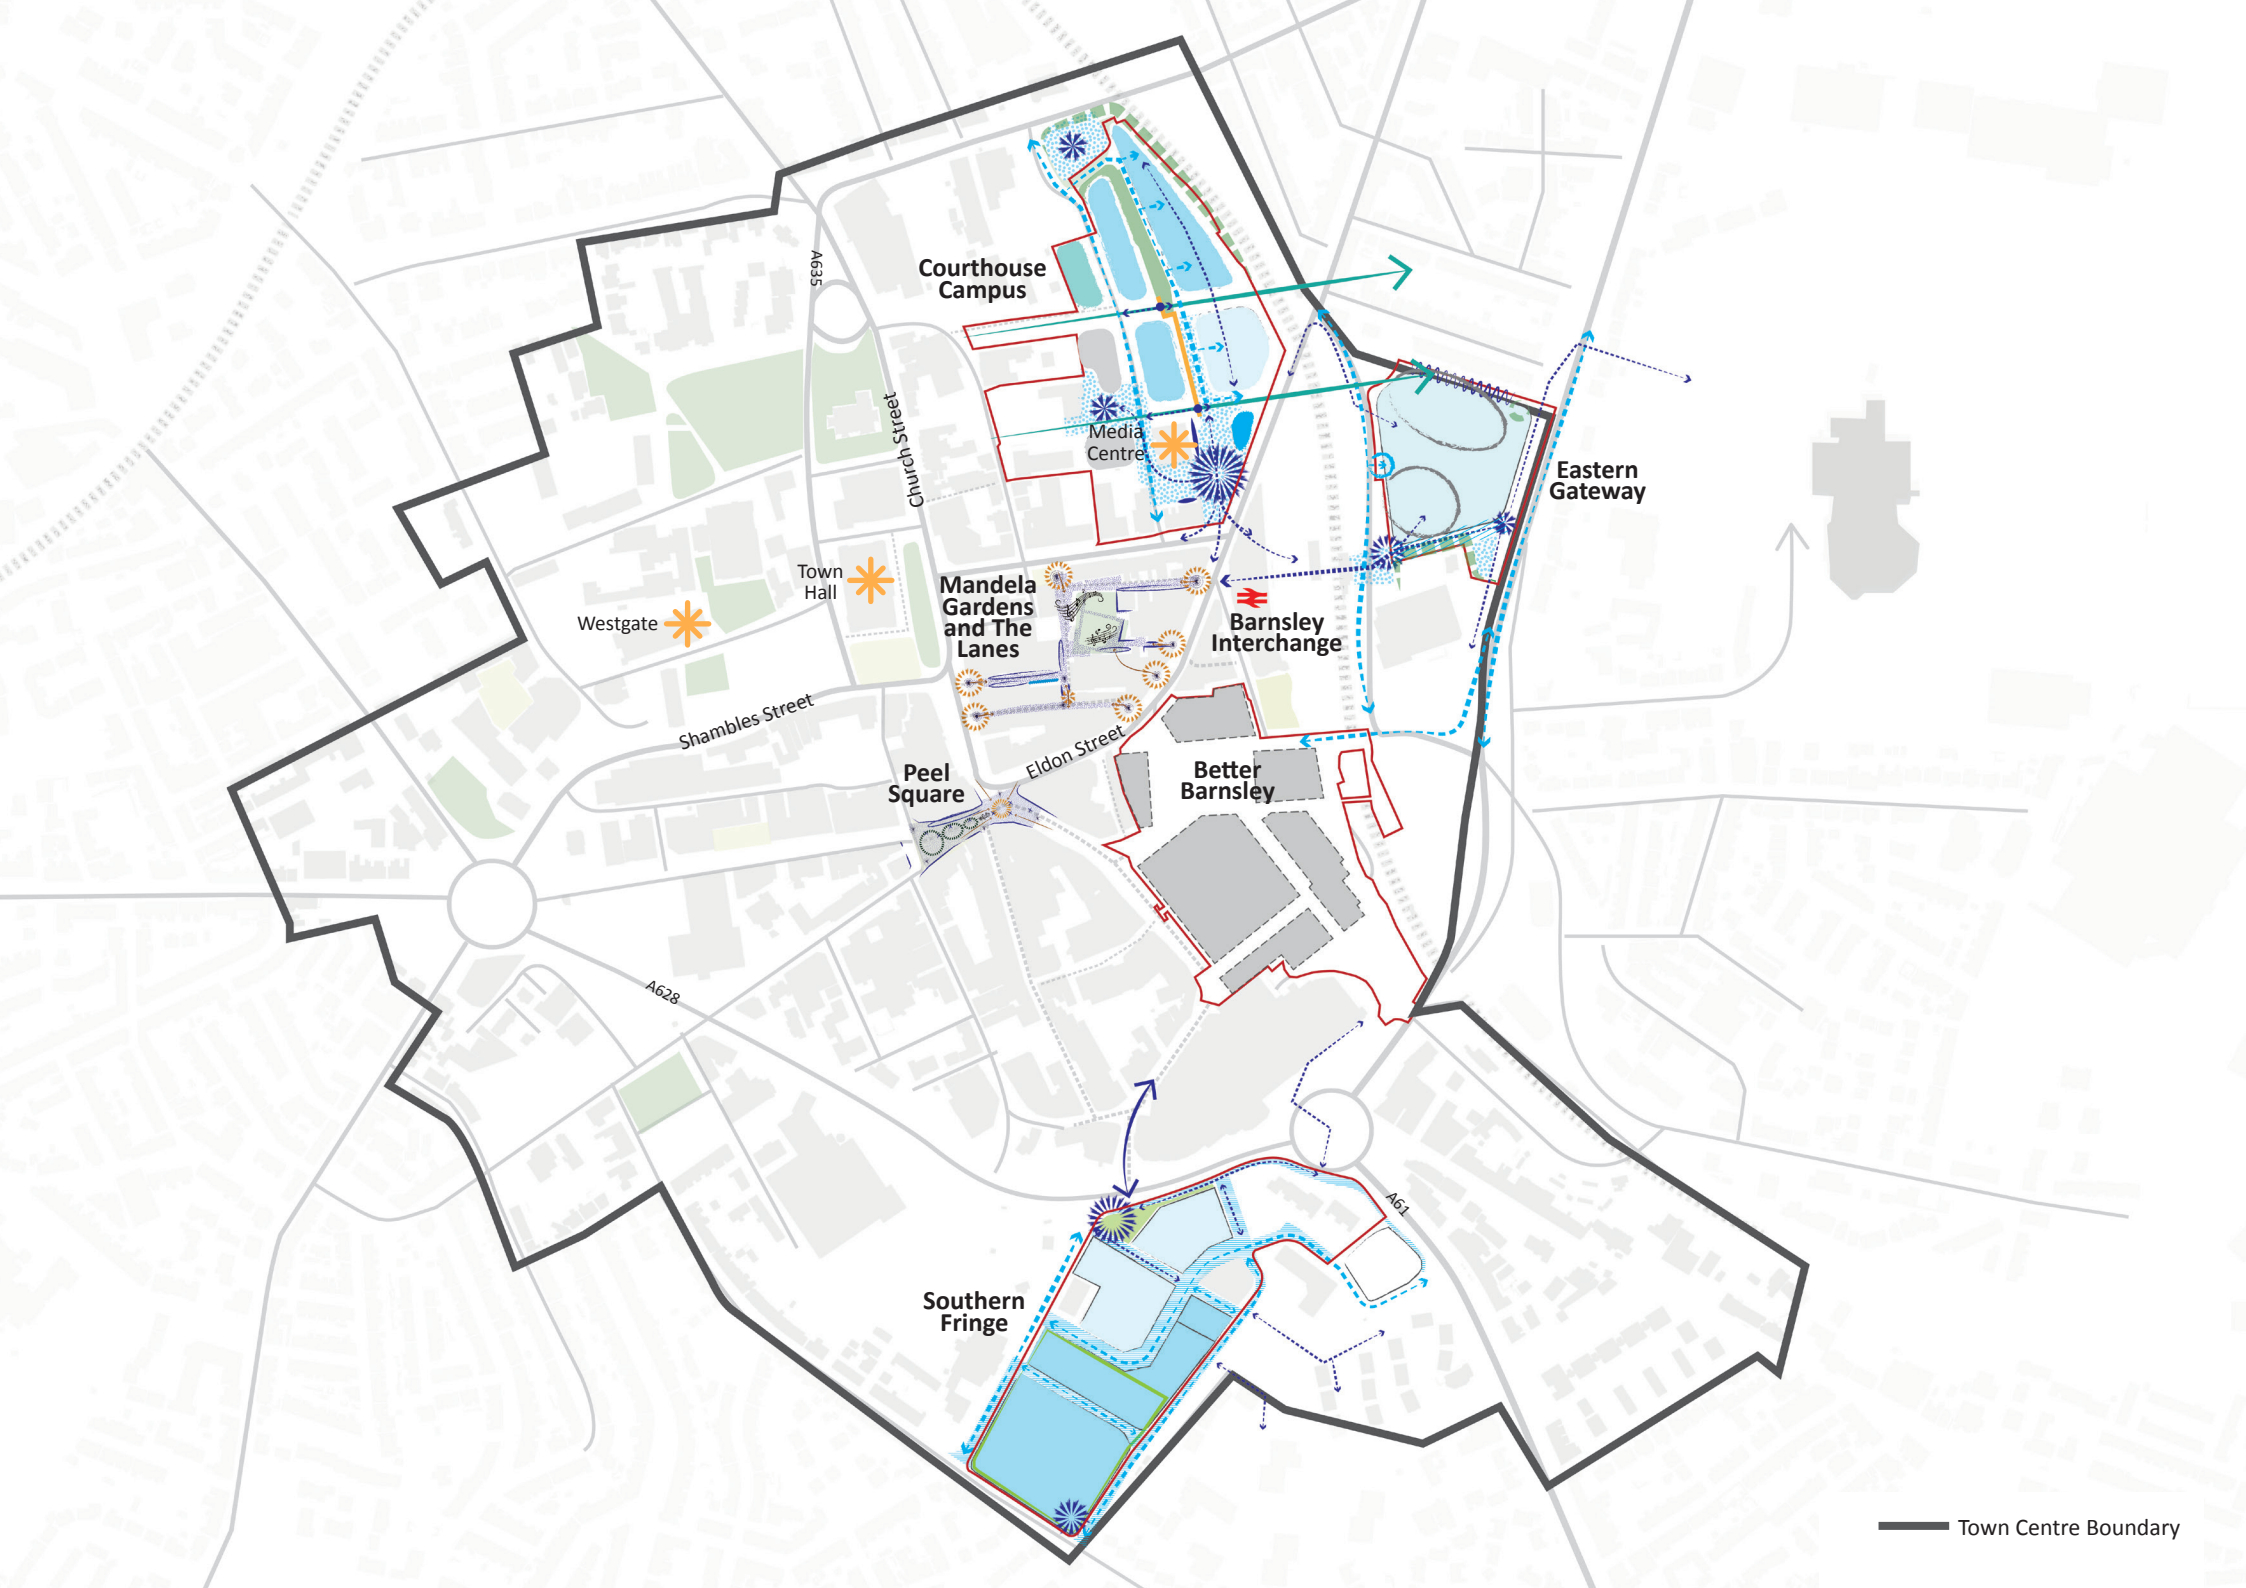 A635
Courthouse
Campus
Church Street
Media
Centre
Eastern
Gateway
Town
Hall
Westgate
Mandela
Gardens
and The
Lanes
Barnsley
Interchange
Shambles Street
Eldon Street
Peel
Square
Better
Barnsley
A628
A61
Southern
Fringe
Town Centre Boundary